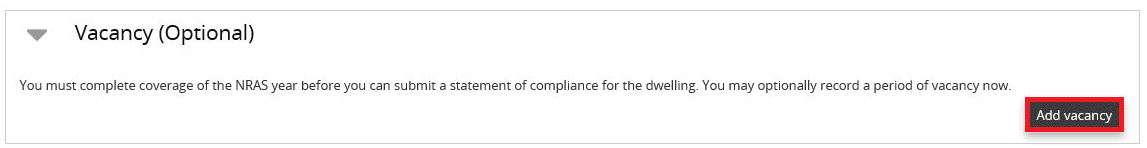 Vacancy (Optional)
You must complete coverage of the NRAS year before you can submit a statement of compliance for the dwelling. You may optionally record a period of vacancy now.
Add vacancy